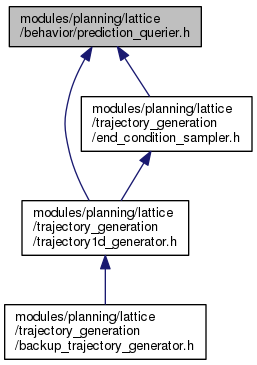 modules/planning/lattice
/behavior/prediction_querier.h
modules/planning/lattice
/trajectory_generation
/end_condition_sampler.h
modules/planning/lattice
/trajectory_generation
/trajectory1d_generator.h
modules/planning/lattice
/trajectory_generation
/backup_trajectory_generator.h